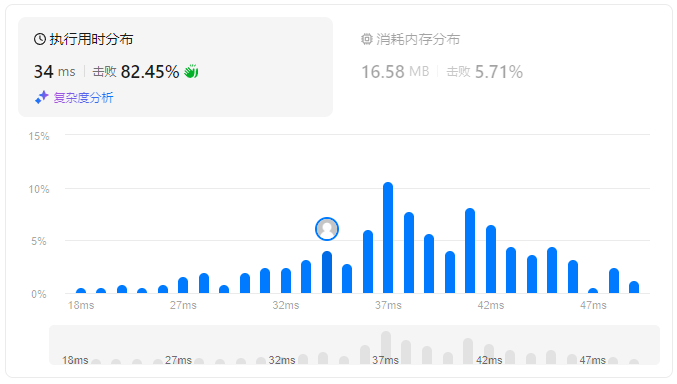 执行用时分布
34 ms 击败 82.45%
复杂度分析
消耗内存分布
16.58 MB 击败 5.71%
15%
10%
5%
0%
18ms 27ms 32ms 37ms 42ms 47ms
18ms 27ms 32ms 37ms 42ms 47ms